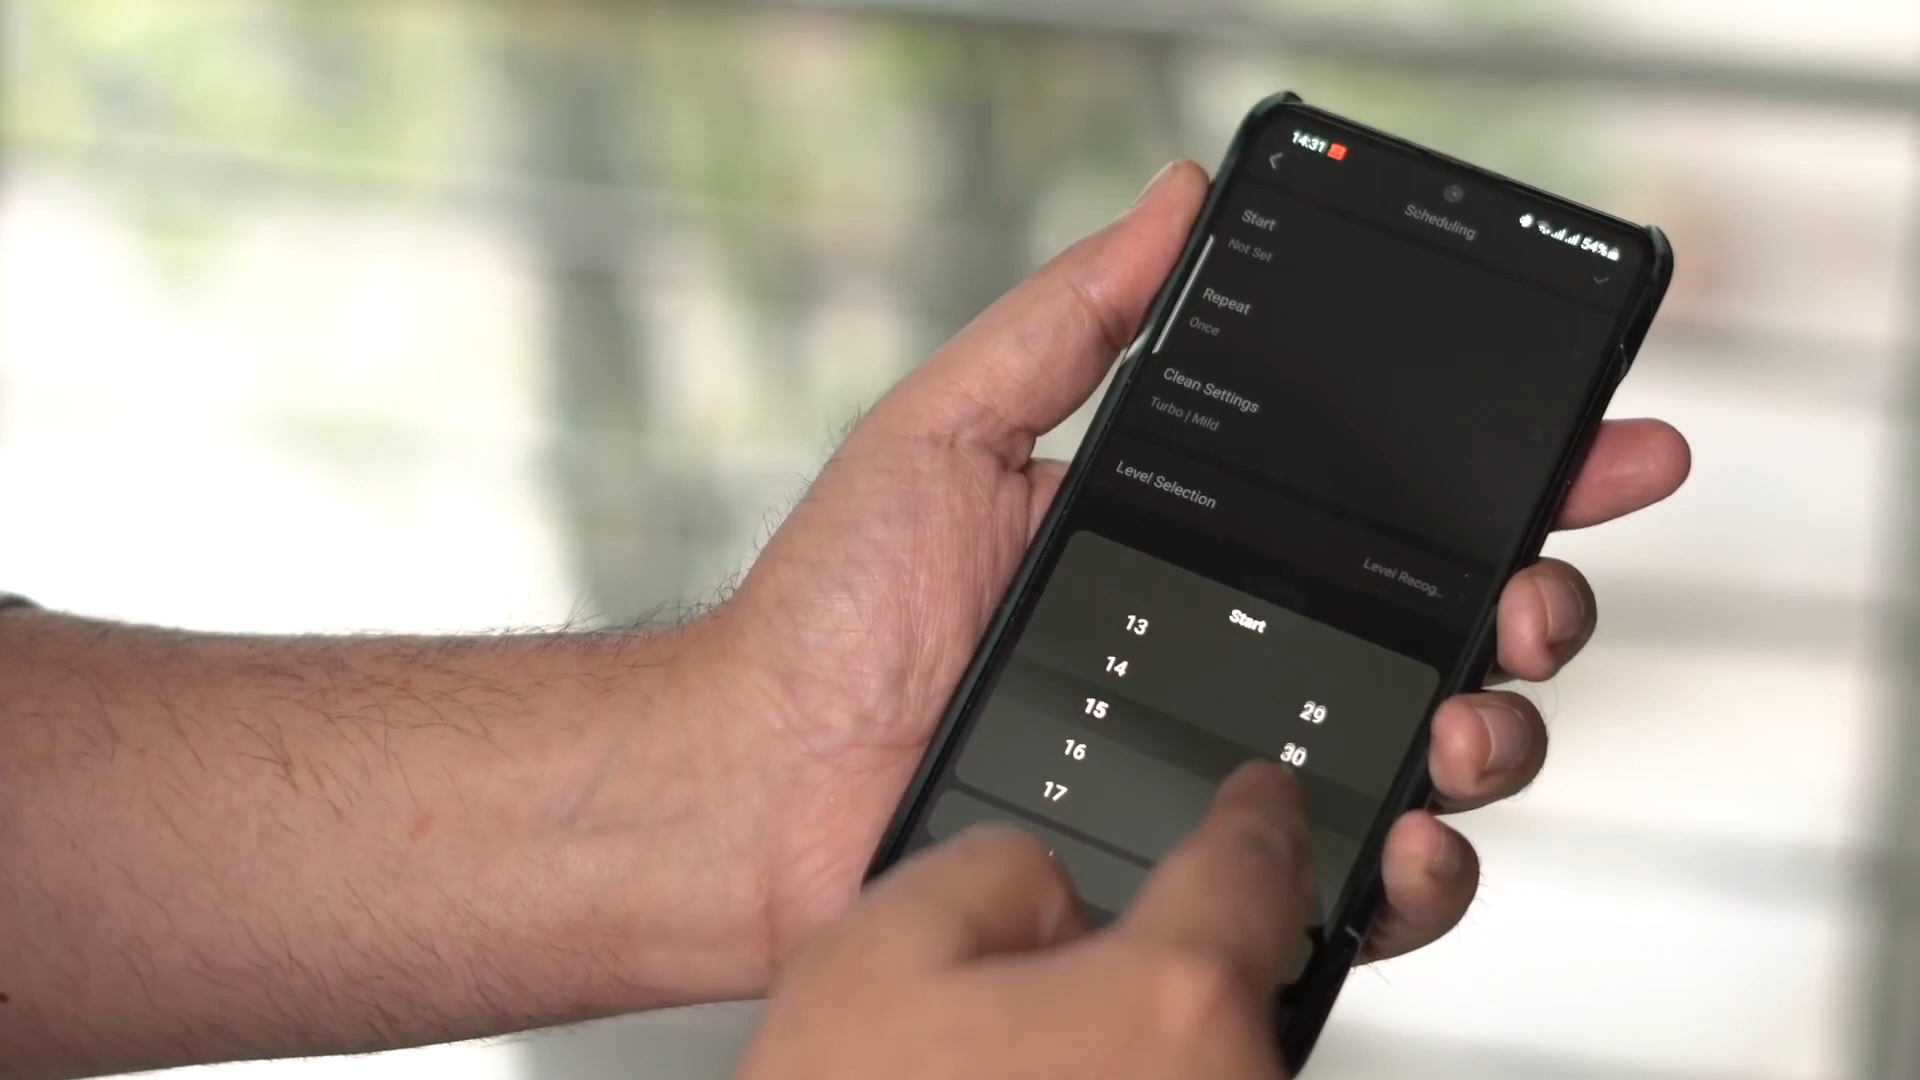 14:31
54%
Scheduling
Start
Not Set
Repeat
Once
Clean Settings
Turbo | Mild
Level Selection
Level Recog...
Start
13
14
15
16
17
29
30